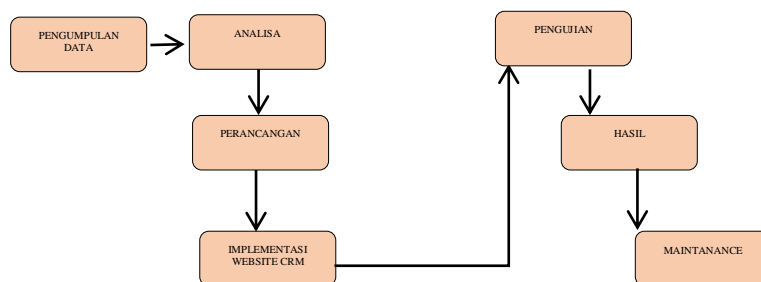 PENGUMPULAN
DATA
ANALISA
PERANCANGAN
IMPLEMENTASI
WEBSITE CRM
PENGUJIAN
HASIL
MAINTANANCE